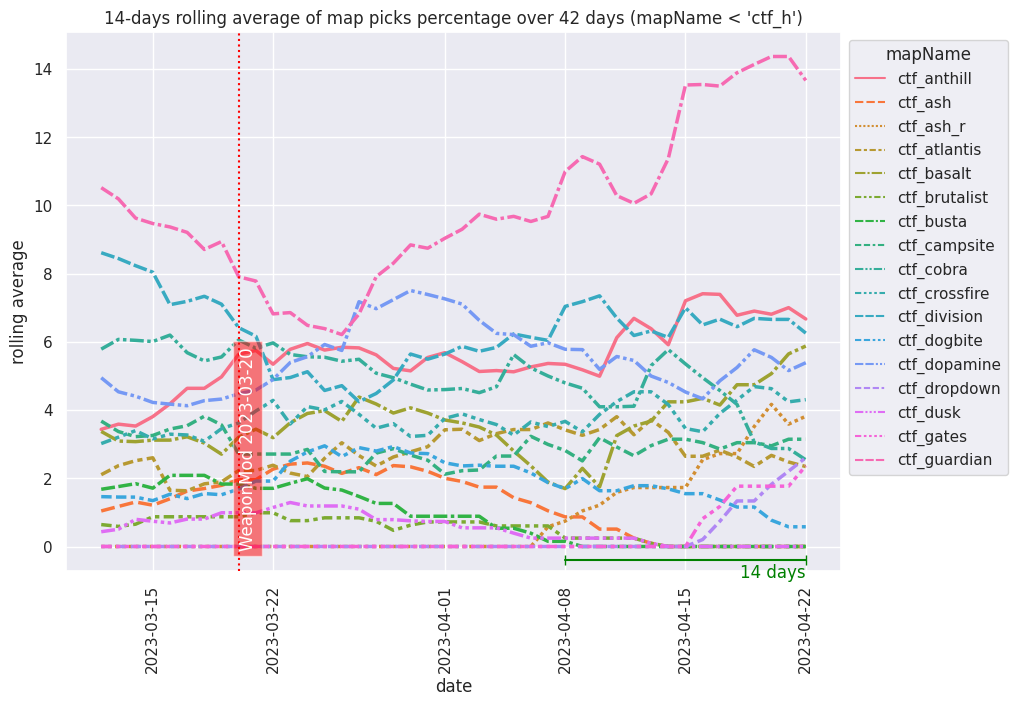 14-days rolling average of map picks percentage over 42 days (mapName < 'ctf_h')
14
12
10
8
6
4
2
0
rolling average
WeaponMod 2023-03-20
14 days
2023-03-15
2023-03-22
2023-04-01
2023-04-08
2023-04-15
2023-04-22
date
mapName
ctf_anthill
ctf_ash
ctf_ash_r
ctf_atlantis
ctf_basalt
ctf_brutalist
ctf_busta
ctf_campsite
ctf_cobra
ctf_crossfire
ctf_division
ctf_dogbite
ctf_dopamine
ctf_dropdown
ctf_dusk
ctf_gates
ctf_guardian